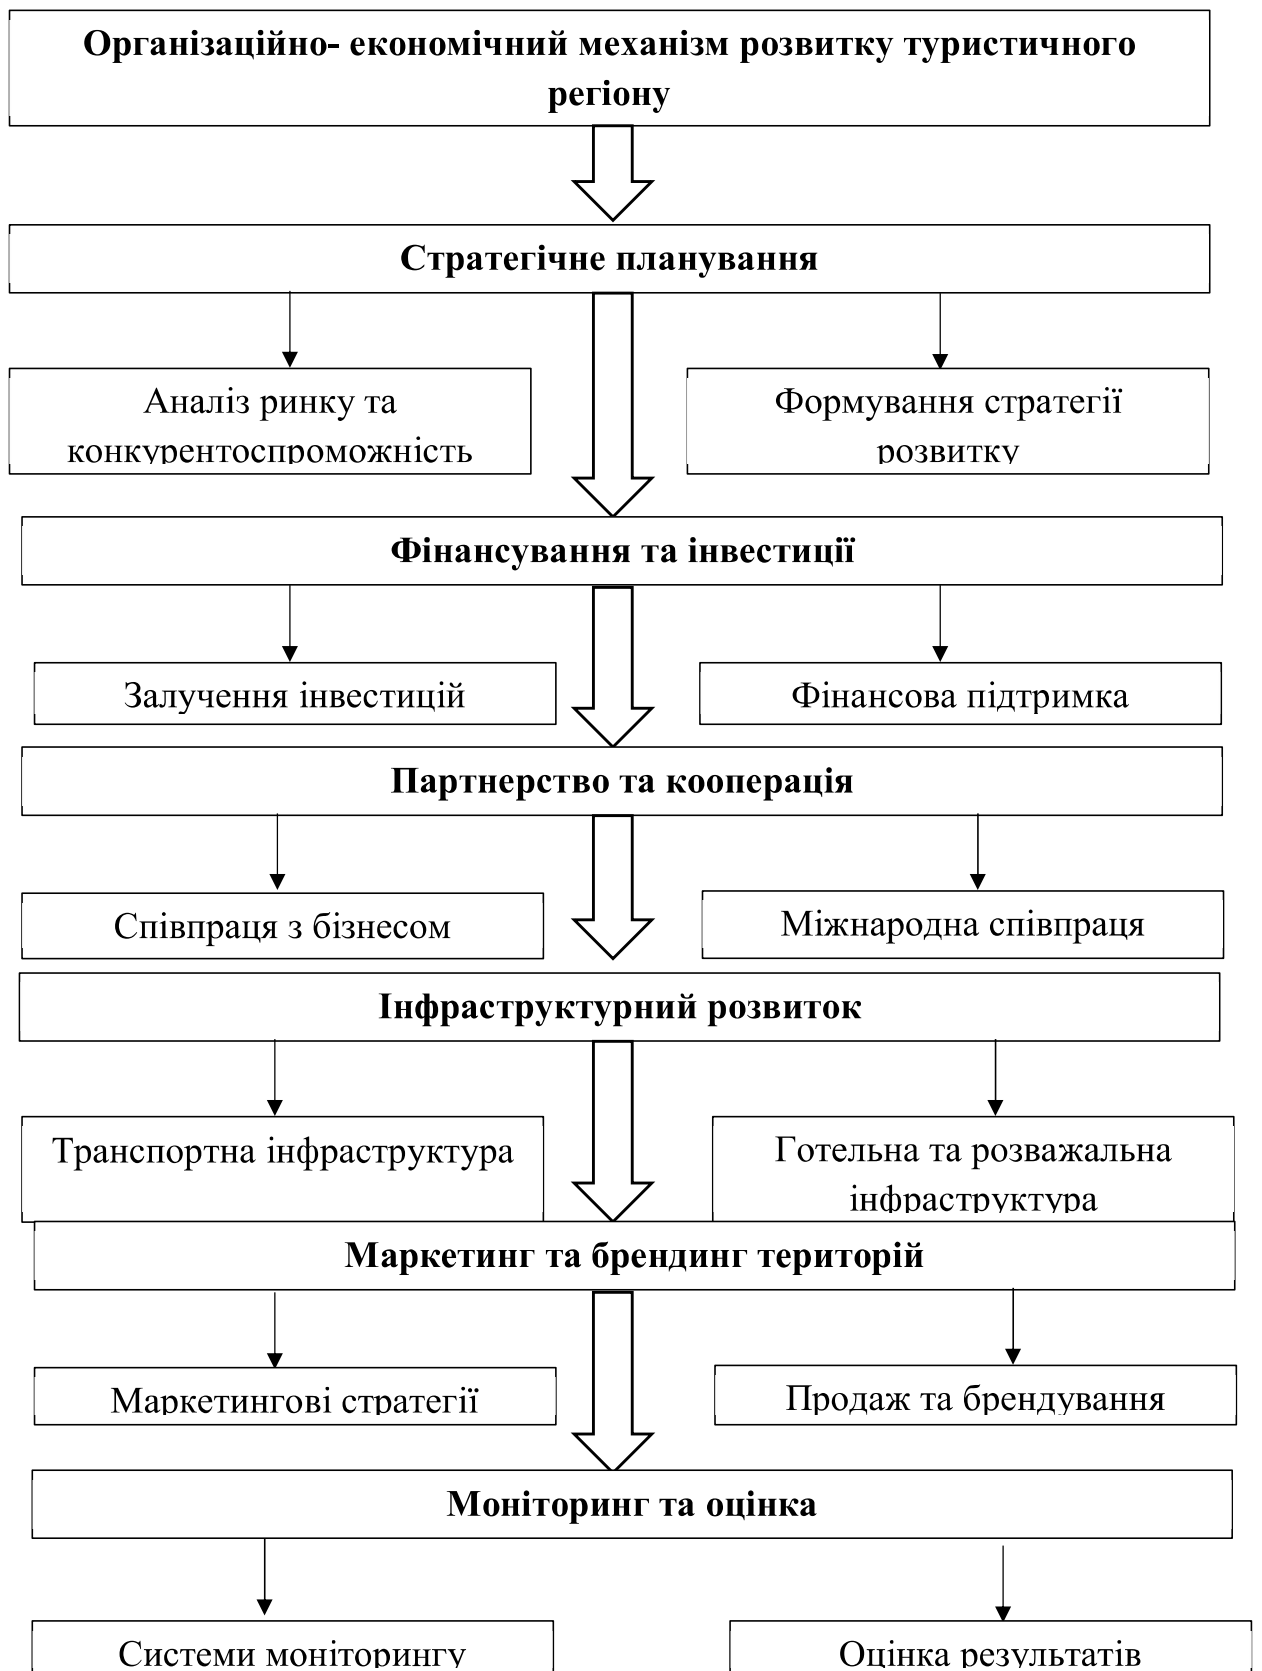 Організаційно- економічний механізм розвитку туристичного
регіону
Стратегічне планування
Аналіз ринку та
конкурентоспроможність
Формування стратегії
розвитку
Фінансування та інвестиції
Залучення інвестицій
Фінансова підтримка
Партнерство та кооперація
Співпраця з бізнесом
Міжнародна співпраця
Інфраструктурний розвиток
Транспортна інфраструктура
Готельна та розважальна
інфраструктура
Маркетинг та брендинг територій
Маркетингові стратегії
Продаж та брендування
Моніторинг та оцінка
Системи моніторингу
Оцінка результатів